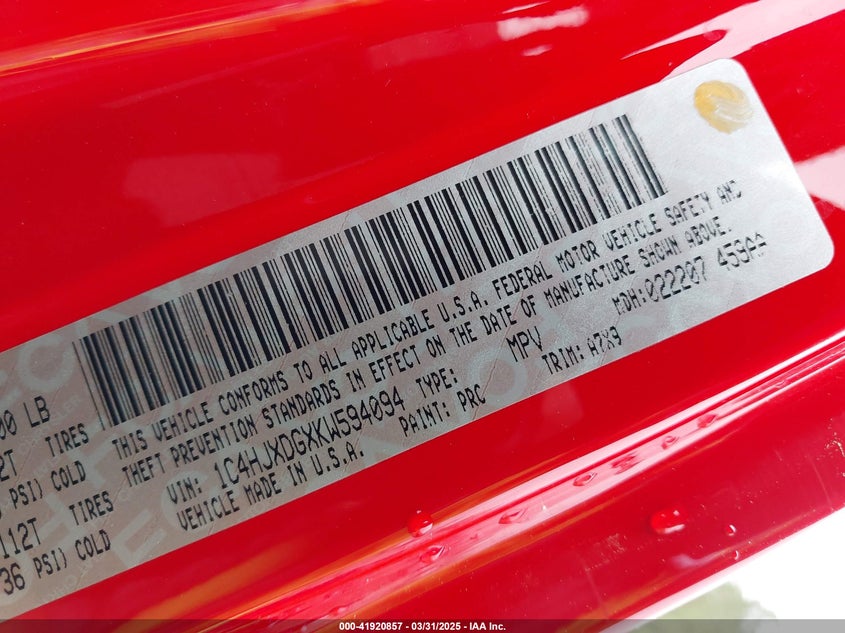 00 LB
2T TIRES
PSI) COLD
112T TIRES
36 PSI) COLD
THIS VEHICLE CONFORMS TO ALL APPLICABLE U.S.A. FEDERAL MOTOR VEHICLE SAFETY AND
THEFT PREVENTION STANDARDS IN EFFECT ON THE DATE OF MANUFACTURE SHOWN ABOVE.
VIN: 1C4HJXDGXKW594094 TYPE: MPV MDH:022207 459AA
VEHICLE MADE IN U.S.A. PAINT: PRC TRIM: A7X9
000-41920857 - 03/31/2025 - IAA Inc.